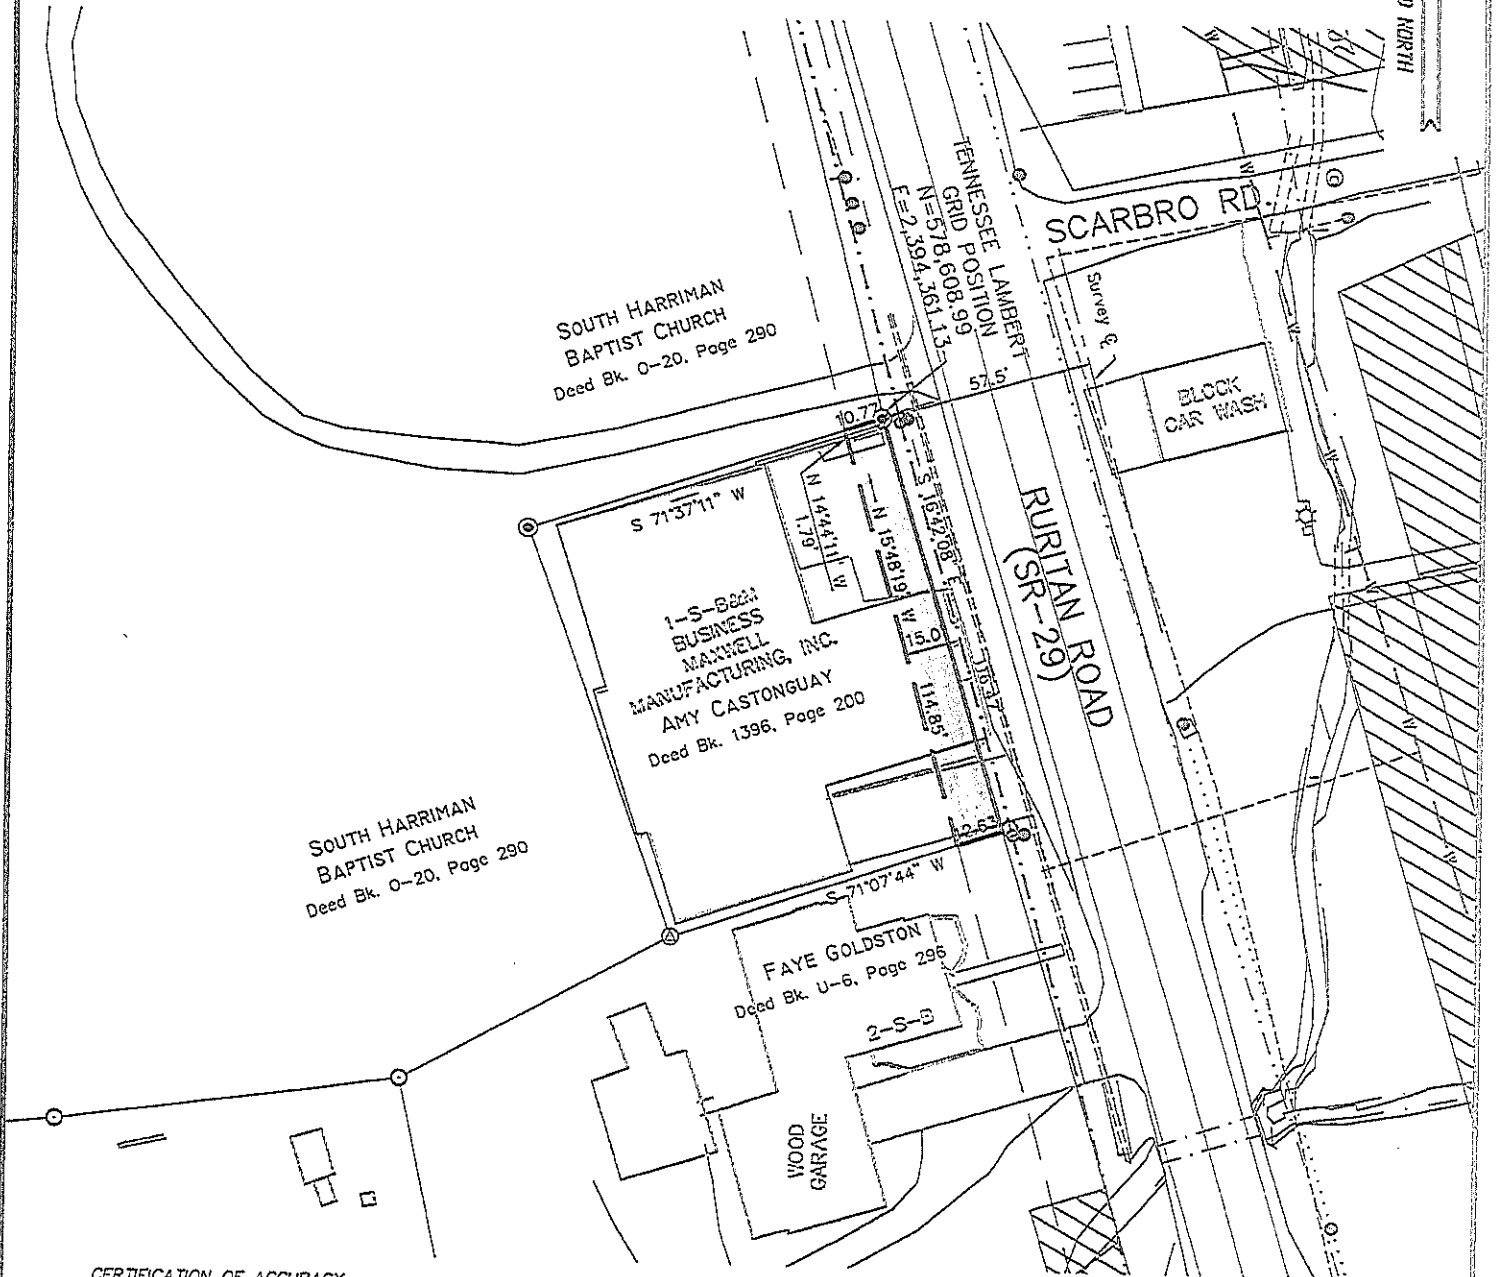 NORTH
TENNESSEE LAMBERT
GRID POSITION
N=578,608.99
E=2,394,361.13
SCARBRO RD.
Survey ℄
SOUTH HARRIMAN
BAPTIST CHURCH
Deed Bk. O-20, Page 290
57.5'
10.77
BLOCK
CAR WASH
S 71°37'11" W
N 14°44'11" W
1.79'
N 15°48'19" W
114.85'
S 16°42'08" E
110.47
15.0
RURITAN ROAD
(SR-29)
1-S-B&M
BUSINESS
MAXWELL
MANUFACTURING, INC.
AMY CASTONGUAY
Deed Bk. 1396, Page 200
SOUTH HARRIMAN
BAPTIST CHURCH
Deed Bk. O-20, Page 290
S 71°07'44" W
FAYE GOLDSTON
Deed Bk. U-6, Page 296
2-S-B
WOOD
GARAGE
CERTIFICATION OF ACCURACY